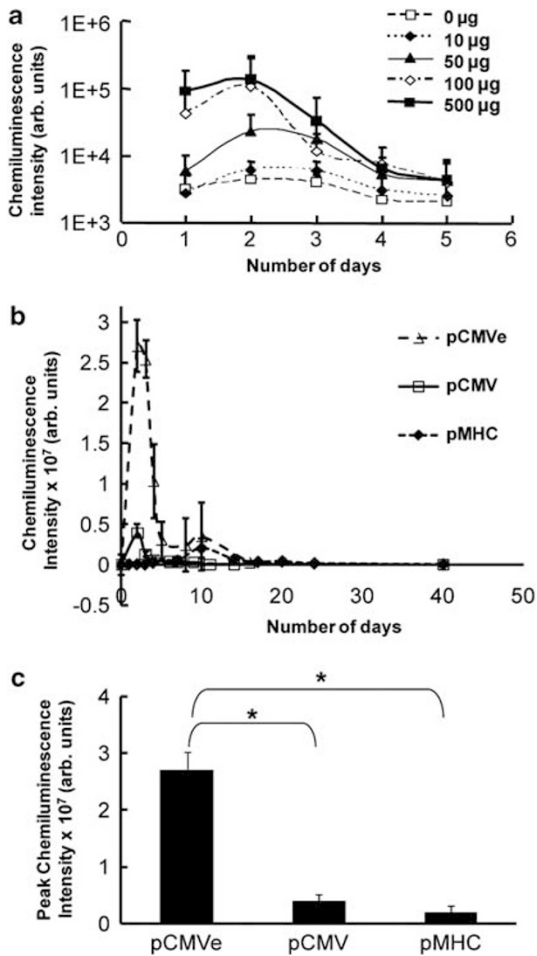 a
Chemiluminescence
intensity (arb. units)
1E+6
1E+5
1E+4
1E+3
0
1
2
3
4
5
6
Number of days
0 µg
10 µg
50 µg
100 µg
500 µg
b
Chemiluminescence
Intensity x 10⁷ (arb. units)
3
2.5
2
1.5
1
0.5
0
-0.5
0
10
20
30
40
50
Number of days
pCMVe
pCMV
pMHC
c
Peak Chemiluminescence
Intensity x 10⁷ (arb. units)
4
3
2
1
0
*
*
pCMVe
pCMV
pMHC